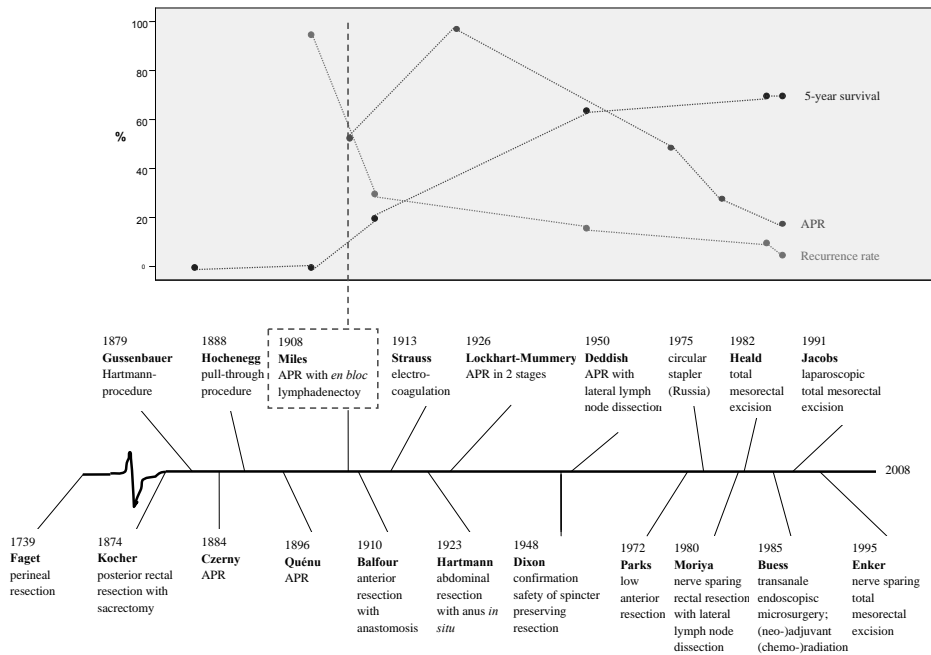 100
80
60
%
40
20
0
5-year survival
APR
Recurrence rate
1879
Gussenbauer
Hartmann-
procedure
1888
Hochenegg
pull-through
procedure
1908
Miles
APR with en bloc
lymphadenectoy
1913
Strauss
electro-
coagulation
1926
Lockhart-Mummery
APR in 2 stages
1950
Deddish
APR with
lateral lymph
node dissection
1975
circular
stapler
(Russia)
1982
Heald
total
mesorectal
excision
1991
Jacobs
laparoscopic
total mesorectal
excision
2008
1739
Faget
perineal
resection
1874
Kocher
posterior rectal
resection with
sacrectomy
1884
Czerny
APR
1896
Quénu
APR
1910
Balfour
anterior
resection
with
anastomosis
1923
Hartmann
abdominal
resection
with anus in
situ
1948
Dixon
confirmation
safety of spincter
preserving
resection
1972
Parks
low
anterior
resection
1980
Moriya
nerve sparing
rectal resection
with lateral
lymph node
dissection
1985
Buess
transanale
endoscopisc
microsurgery;
(neo-)adjuvant
(chemo-)radiation
1995
Enker
nerve sparing
total
mesorectal
excision